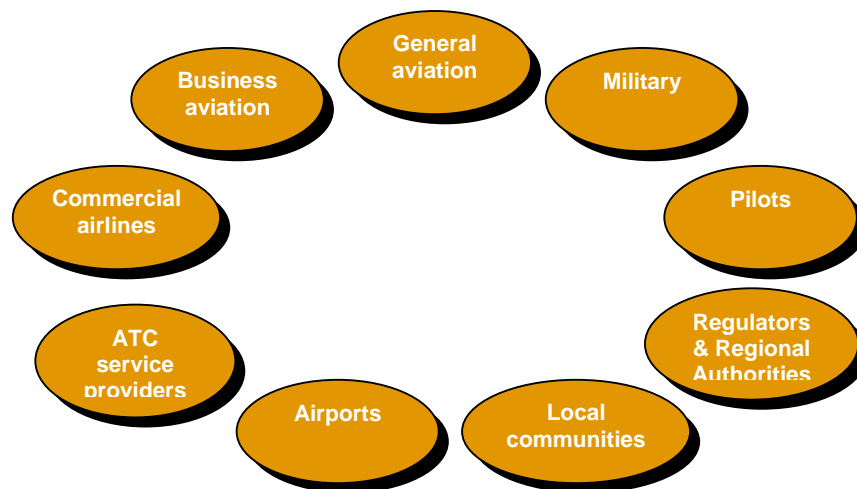 General
aviation
Business
aviation
Military
Commercial
airlines
Pilots
ATC
service
providers
Regulators
& Regional
Authorities
Airports
Local
communities